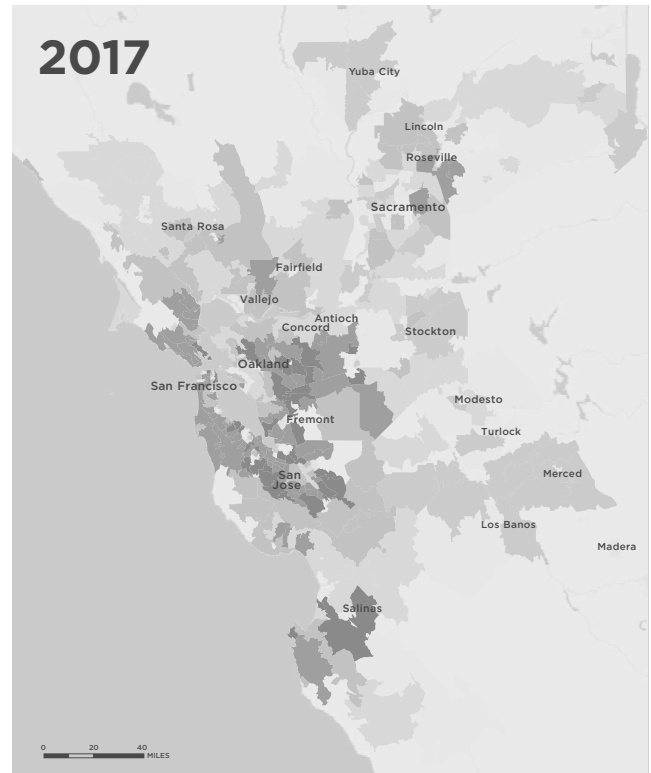 2017
Yuba City
Lincoln
Roseville
Sacramento
Santa Rosa
Fairfield
Vallejo
Antioch
Concord
Stockton
Oakland
San Francisco
Modesto
Fremont
Turlock
San
Jose
Merced
Los Banos
Madera
Salinas
0 20 40
MILES